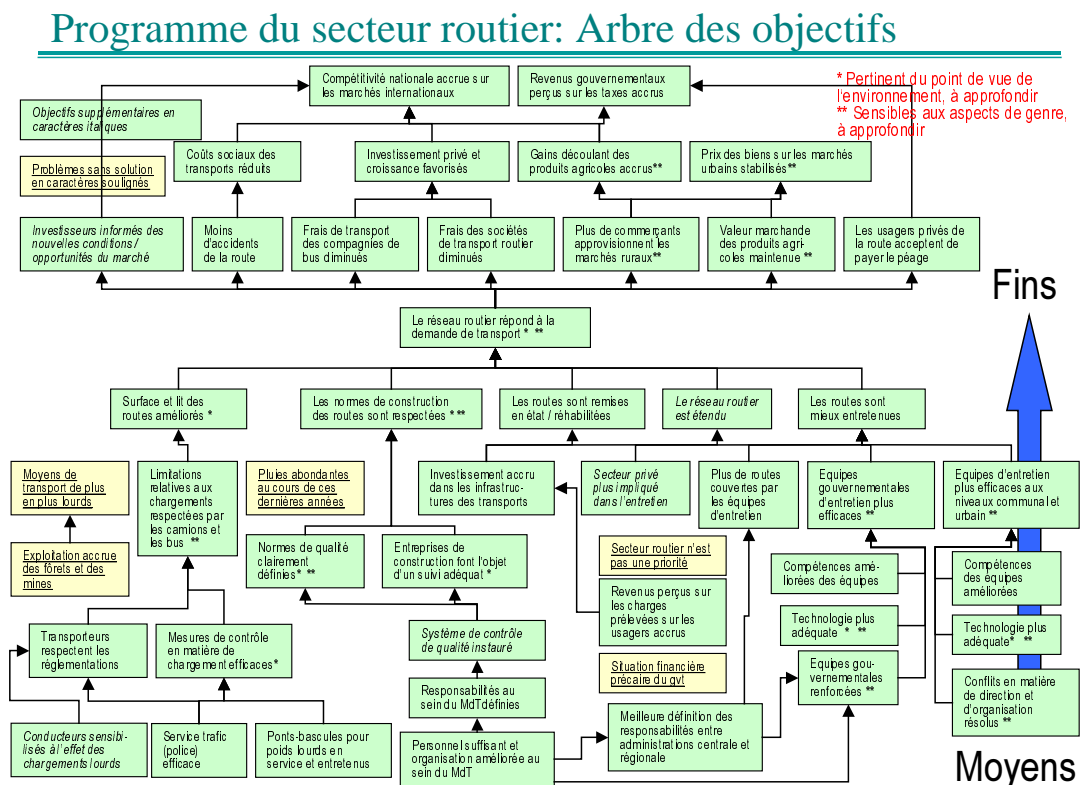 Programme du secteur routier: Arbre des objectifs
Compétitivité nationale accrue sur
les marchés internationaux
Revenus gouvernementaux
perçus sur les taxes accrus
* Pertinent du point de vue de
l'environnement, à approfondir
** Sensibles aux aspects de genre,
à approfondir
Objectifs supplémentaires en
caractères italiques
Problèmes sans solution
en caractères soulignés
Coûts sociaux des
transports réduits
Investissement privé et
croissance favorisés
Gains découlant des
produits agricoles accrus**
Prix des biens sur les marchés
urbains stabilisés**
Investisseurs informés des
nouvelles conditions /
opportunités du marché
Moins
d'accidents
de la route
Frais de transport
des compagnies de
bus diminués
Frais des sociétés
de transport routier
diminués
Plus de commerçants
approvisionnent les
marchés ruraux**
Valeur marchande
des produits agri-
coles maintenue **
Les usagers privés de
la route acceptent de
payer le péage
Fins
Le réseau routier répond à la
demande de transport * **
Surface et lit des
routes améliorés *
Les normes de construction
des routes sont respectées * **
Les routes sont remises
en état / réhabilitées
Le réseau routier
est étendu
Les routes sont
mieux entretenues
Moyens de
transport de plus
en plus lourds
Limitations
relatives aux
chargements
respectées par
les camions et
les bus **
Pluies abondantes
au cours de ces
dernières années
Investissement accru
dans les infrastruc-
tures des transports
Secteur privé
plus impliqué
dans l'entretien
Plus de routes
couvertes par
les équipes
d'entretien
Equipes
gouvernementales
d'entretien plus
efficaces **
Equipes d'entretien
plus efficaces aux
niveaux communal et
urbain **
Exploitation accrue
des fôrets et des
mines
Normes de qualité
clairement
définies* **
Entreprises de
construction font l'objet
d'un suivi adéquat *
Secteur routier n'est
pas une priorité
Compétences amé-
liorées des équipes
Compétences
des équipes
améliorées
Revenus perçus sur
les charges
prélevées sur les
usagers accrus
Technologie plus
adéquate * **
Technologie plus
adéquate* **
Transporteurs
respectent les
réglementations
Mesures de contrôle
en matière de
chargement efficaces*
Système de contrôle
de qualité instauré
Situation financière
précaire du gvt
Equipes gou-
vernementales
renforcées **
Conflits en matière
de direction et
d'organisation
résolus **
Responsabilités au
sein du MdT définies
Conducteurs sensibi-
lisés à l'effet des
chargements lourds
Service trafic
(police)
efficace
Ponts-bascules pour
poids lourds en
service et entretenus
Personnel suffisant et
organisation améliorée au
sein du MdT
Meilleure définition des
responsabilités entre
administrations centrale et
régionale
Moyens